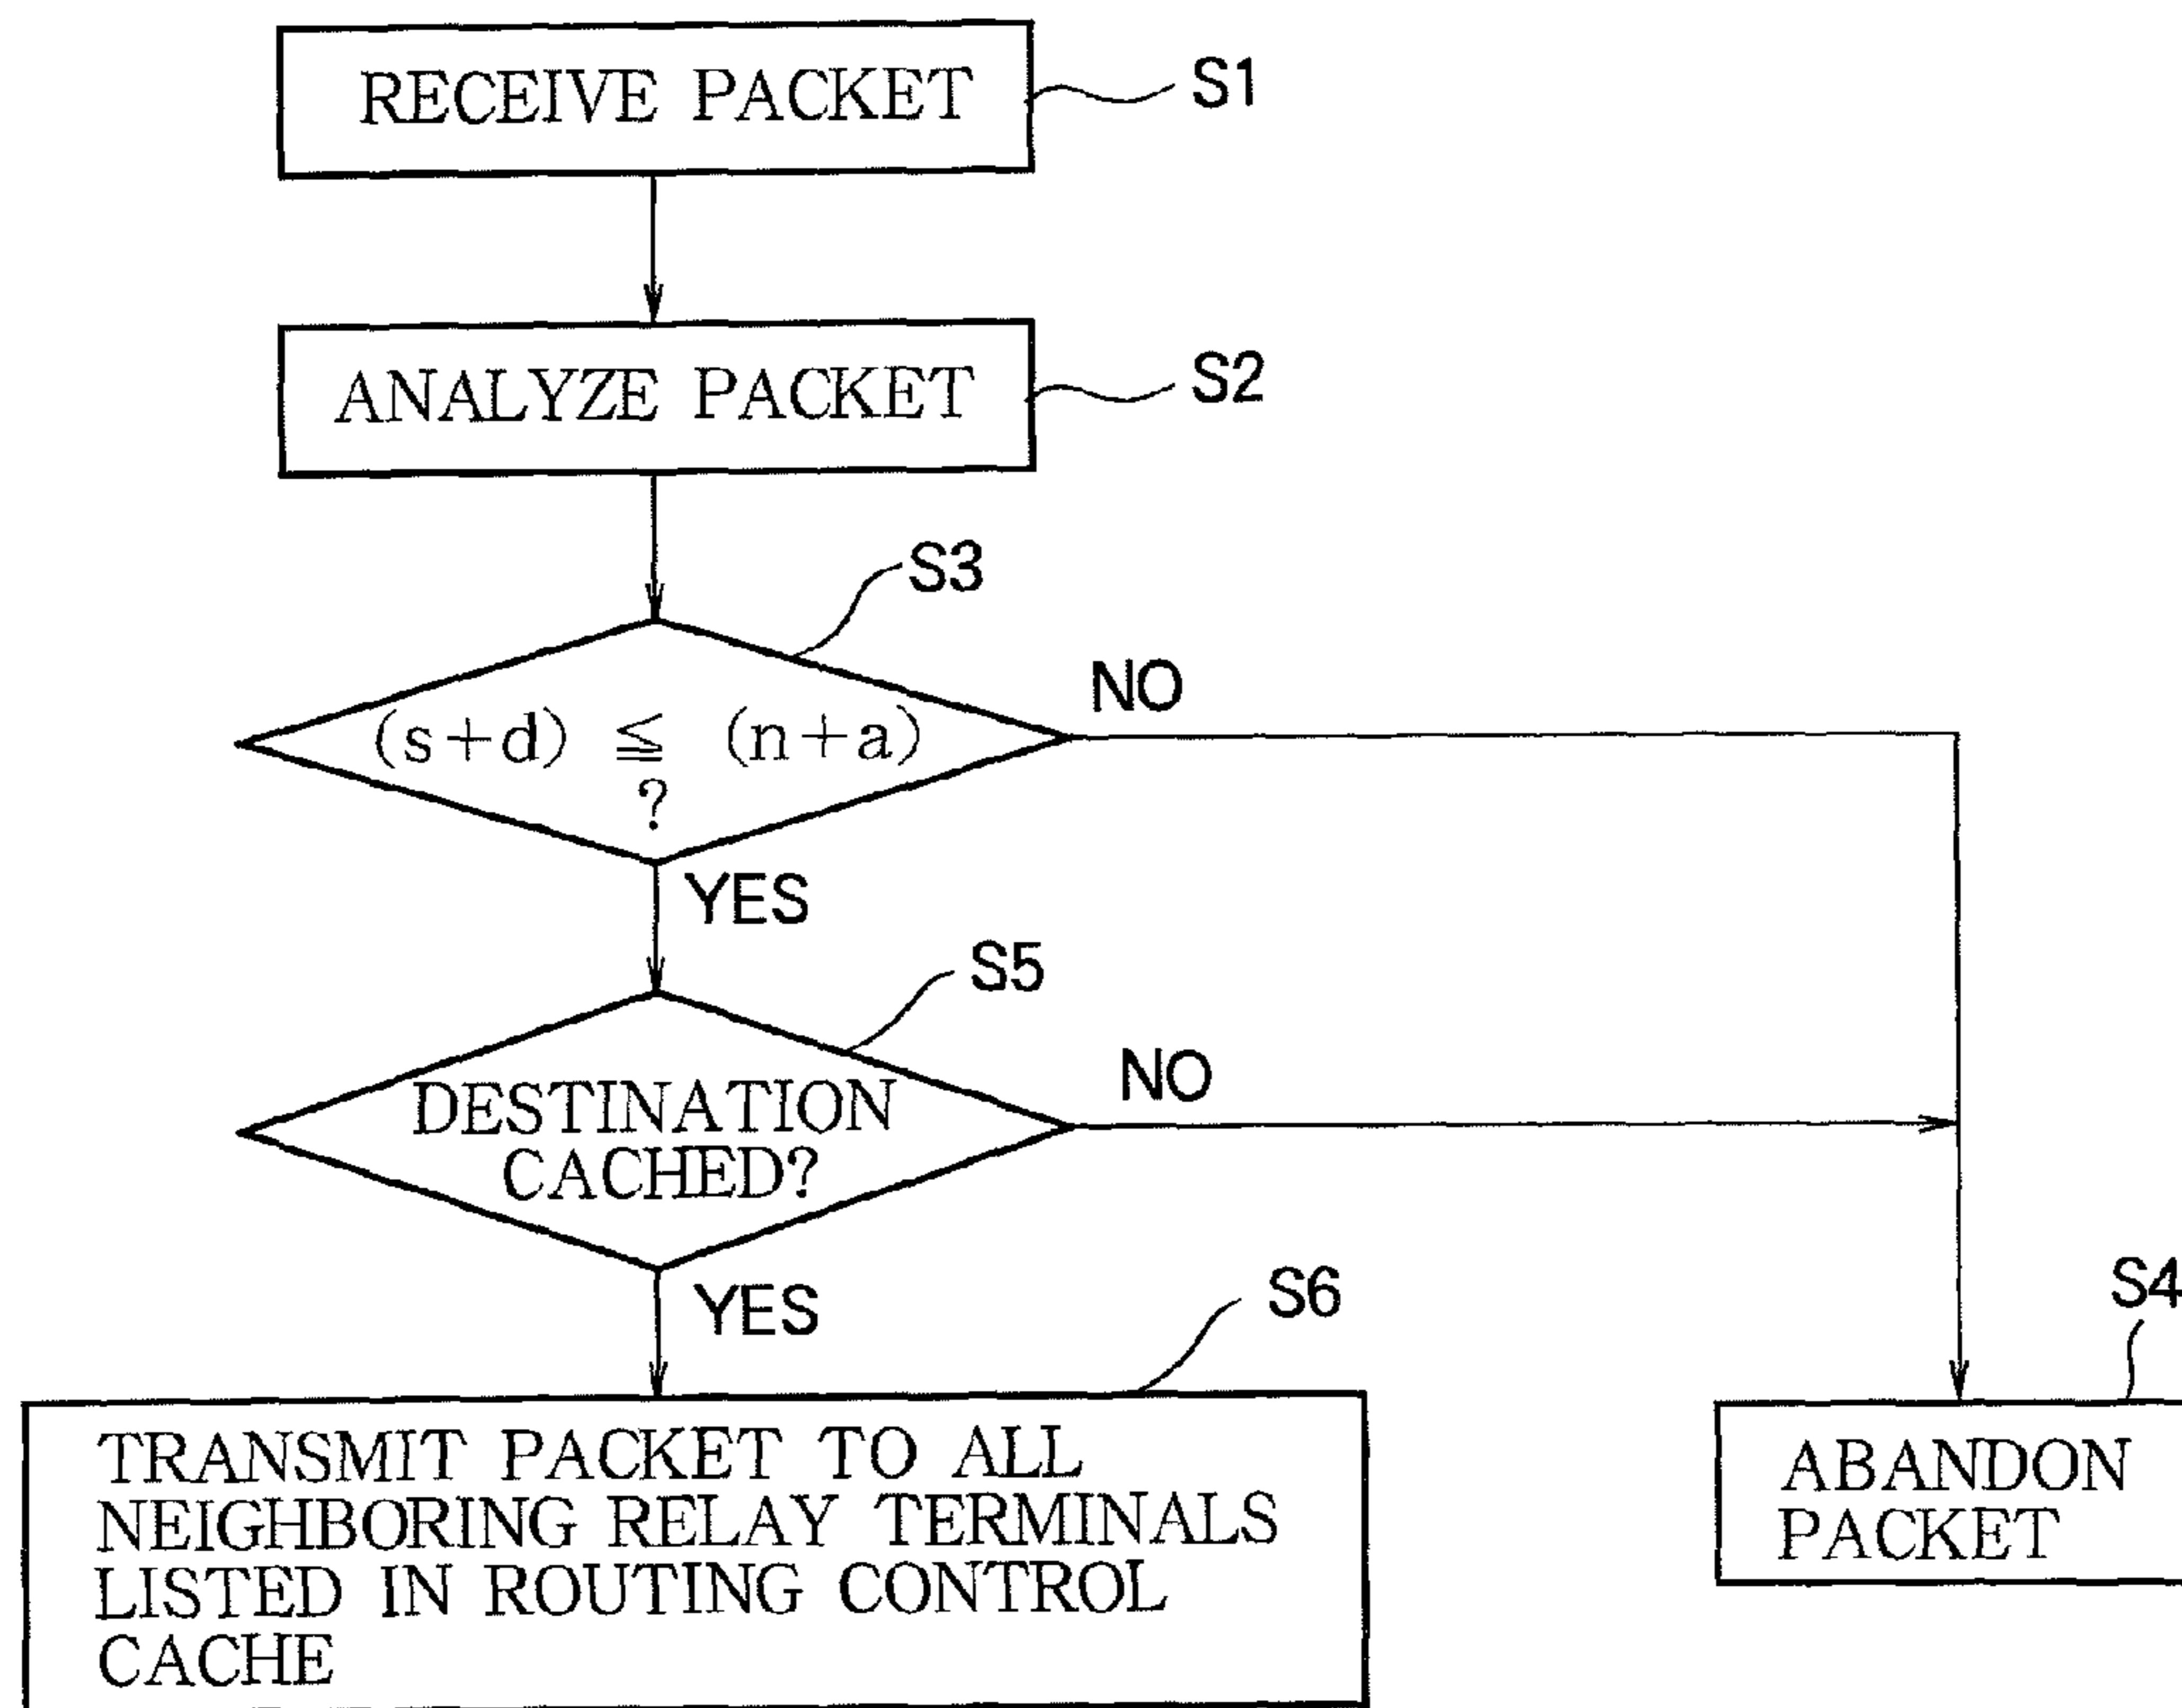 RECEIVE PACKET
S1
ANALYZE PACKET
S2
S3
(s+d) ≦ (n+a)
?
NO
YES
S5
DESTINATION
CACHED?
NO
YES
S6
TRANSMIT PACKET TO ALL
NEIGHBORING RELAY TERMINALS
LISTED IN ROUTING CONTROL
CACHE
S4
ABANDON
PACKET